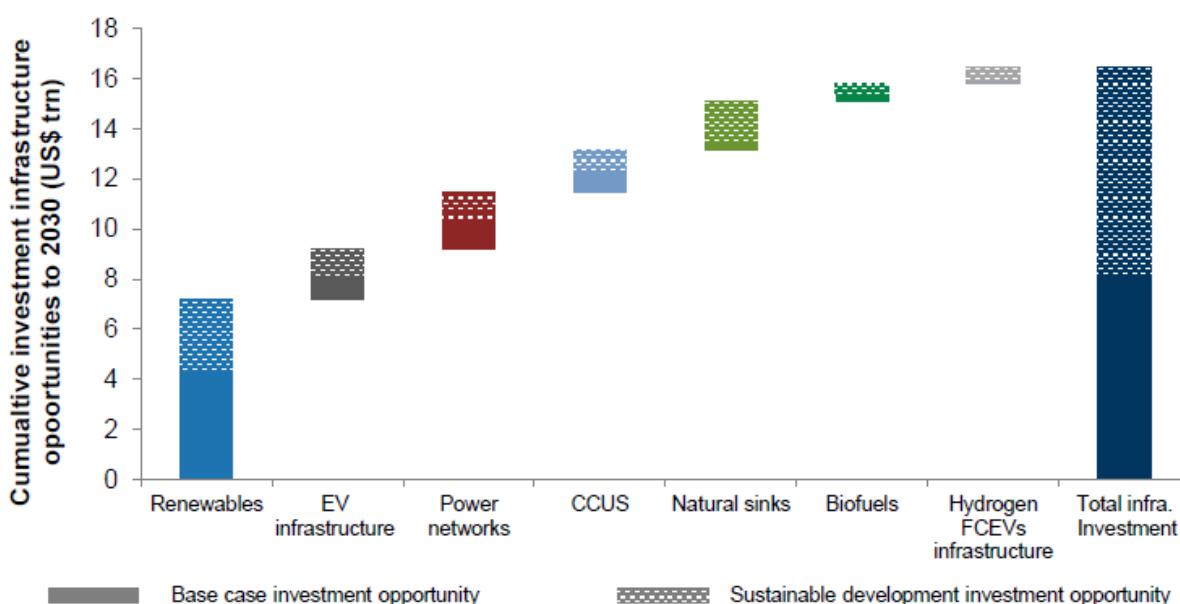 Cumualtive investment infrastructure
opoortunities to 2030 (US$ trn)
18
16
14
12
10
8
6
4
2
0
Renewables
EV
infrastructure
Power
networks
CCUS
Natural sinks
Biofuels
Hydrogen
FCEVs
infrastructure
Total infra.
Investment
Base case investment opportunity
Sustainable development investment opportunity